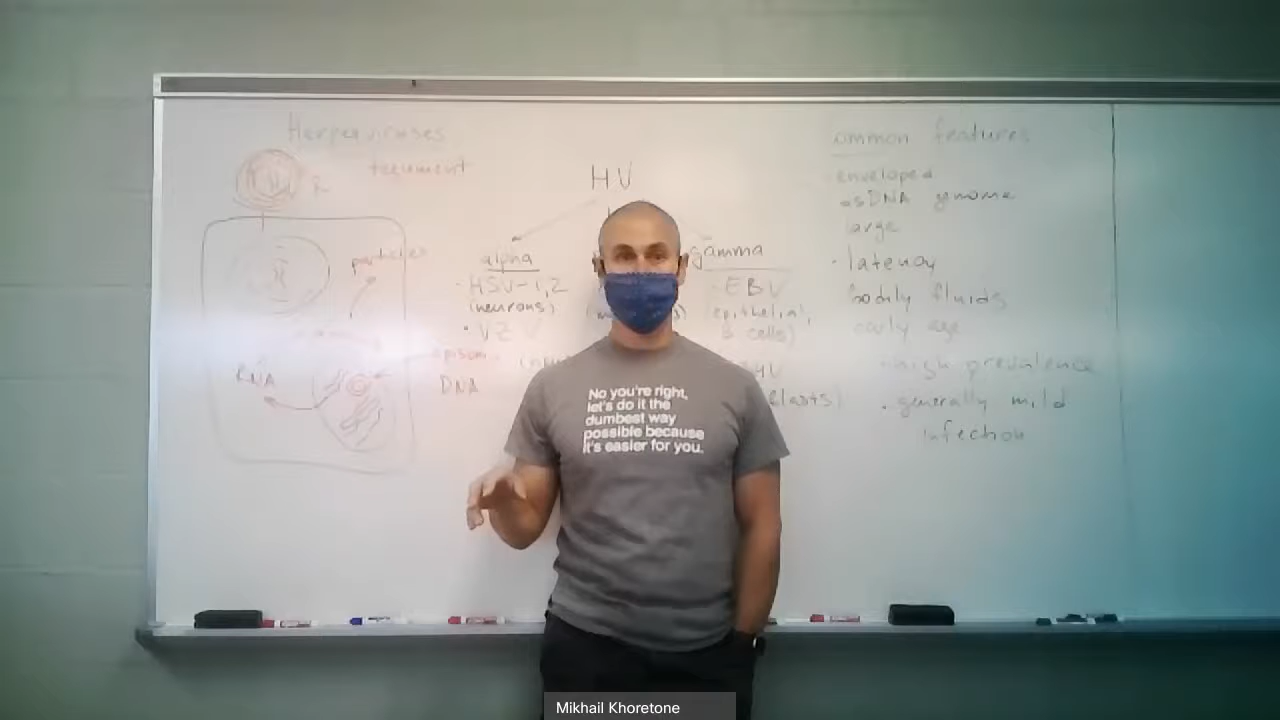 Herpesviruses
tegument
particles
RNA
DNA
HV
alpha
HSV-1,2
(neurons)
VZV
gamma
EBV
(epithelial,
B cells)
common features
enveloped
dsDNA genome
large
latency
bodily fluids
early age
high prevalence
generally mild
infection
No you're right,
let's do it the
dumbest way
possible because
it's easier for you.
Mikhail Khoretone